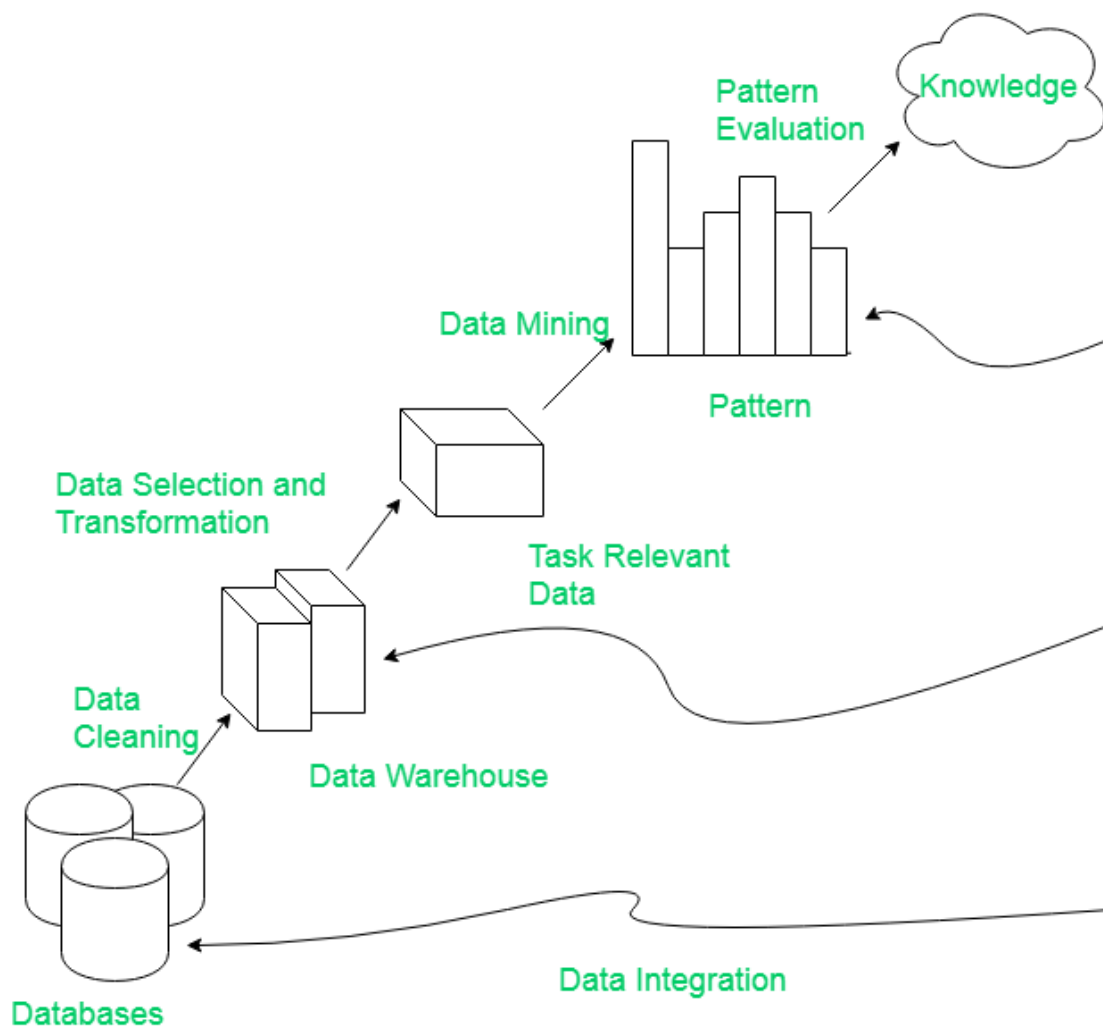 Knowledge
Pattern
Evaluation
Data Mining
Pattern
Data Selection and
Transformation
Task Relevant
Data
Data
Cleaning
Data Warehouse
Data Integration
Databases